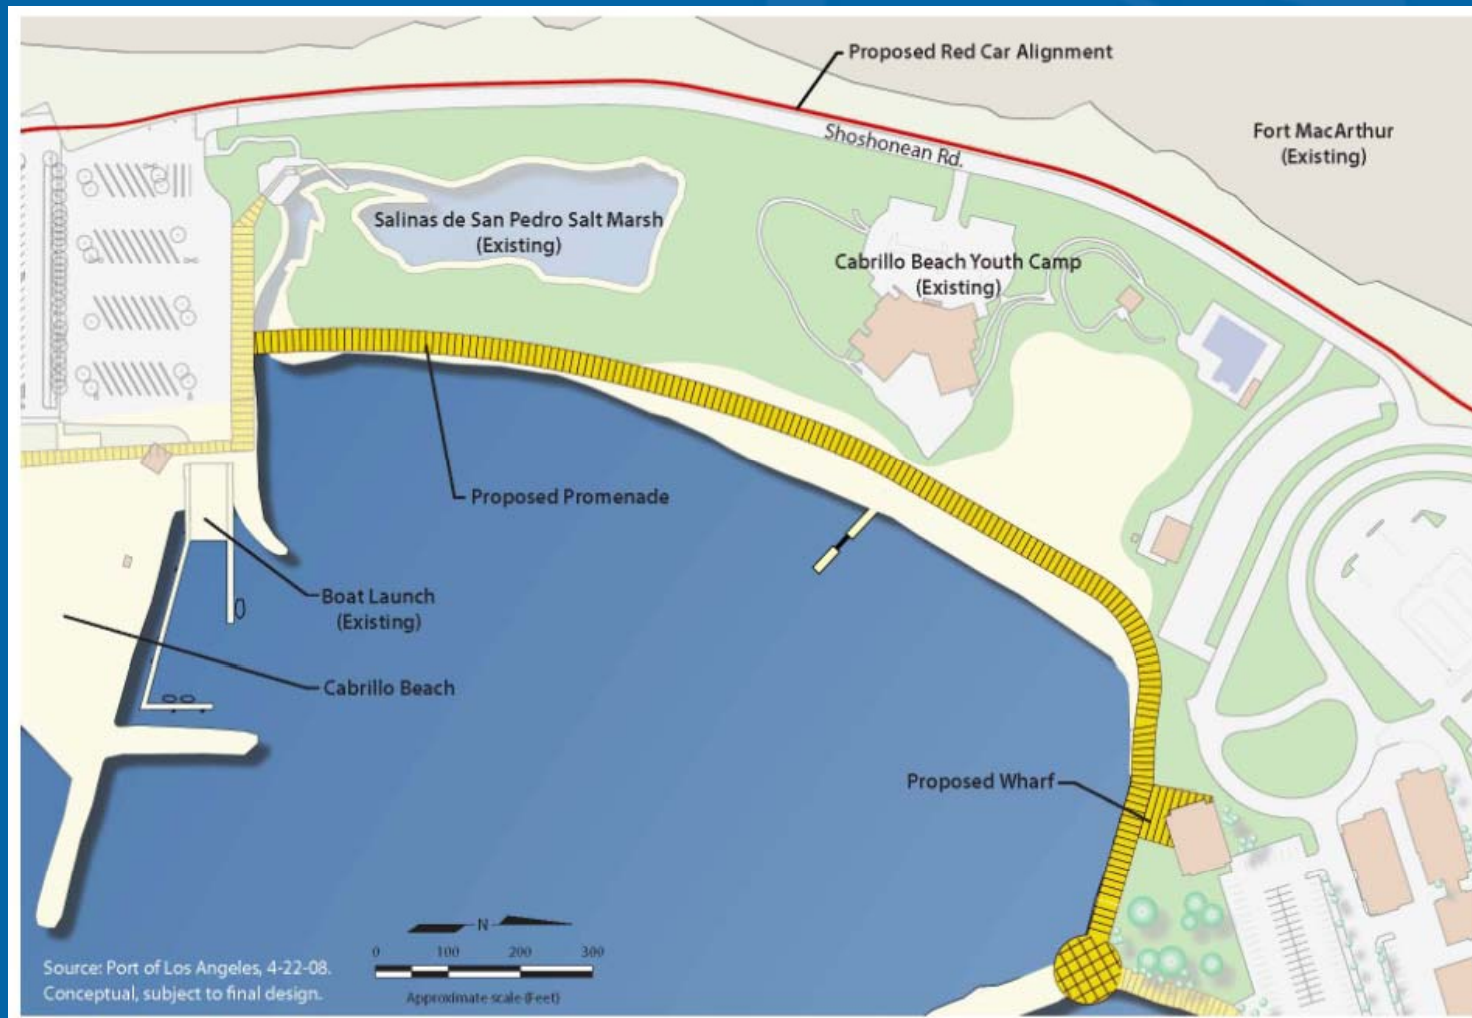 Proposed Red Car Alignment
Fort MacArthur
(Existing)
Shoshonean Rd.
Salinas de San Pedro Salt Marsh
(Existing)
Cabrillo Beach Youth Camp
(Existing)
Proposed Promenade
Boat Launch
(Existing)
Cabrillo Beach
Proposed Wharf
N
0 100 200 300
Approximate scale (Feet)
Source: Port of Los Angeles, 4-22-08.
Conceptual, subject to final design.